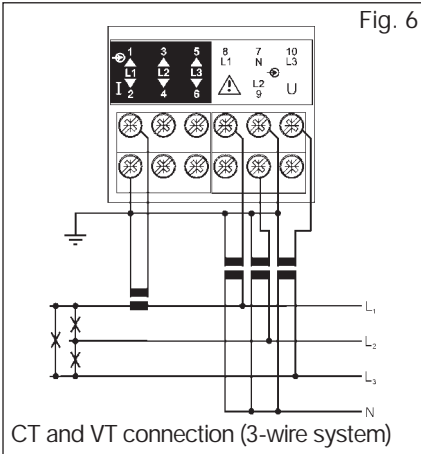 Fig. 6
1 3 5 8 7 10
L1 N L3
L1 L2 L3
I L2 U
2 4 6 9
L1
L2
L3
N
CT and VT connection (3-wire system)